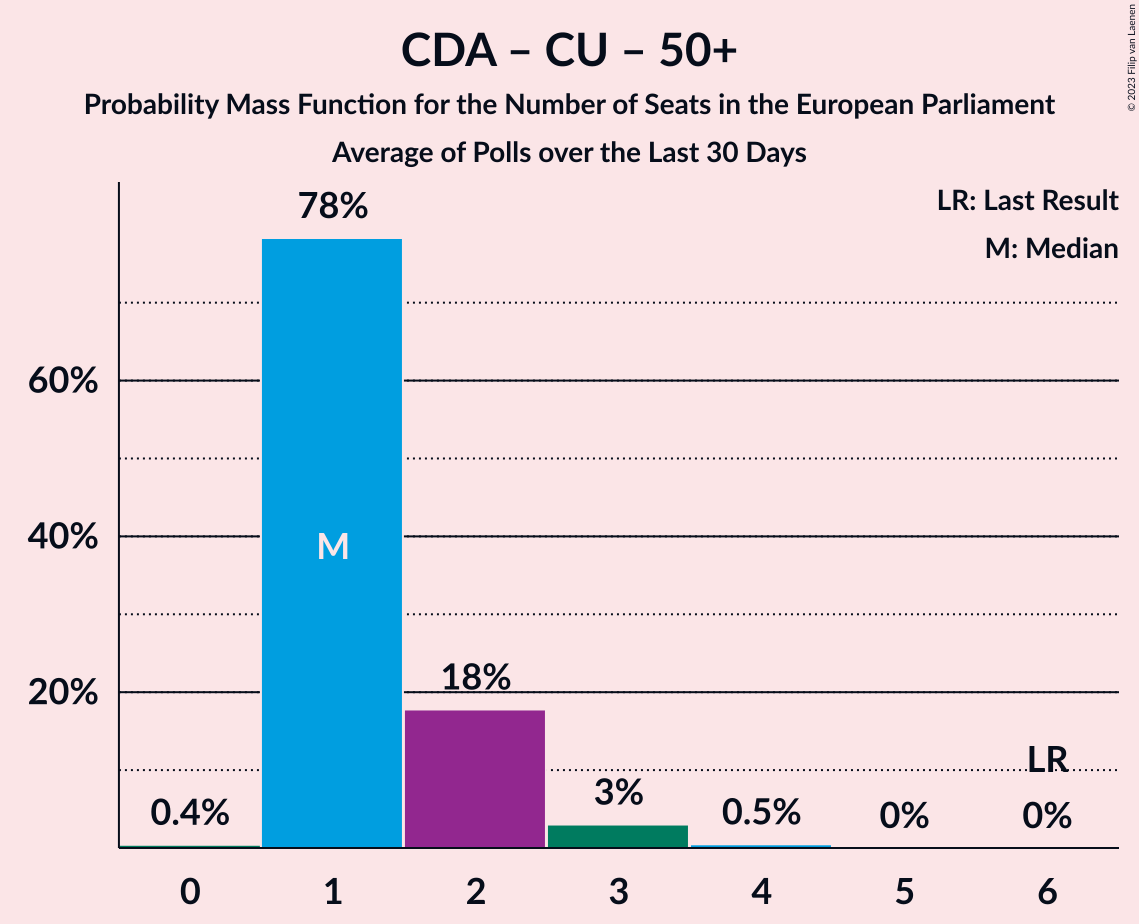 CDA – CU – 50+
Probability Mass Function for the Number of Seats in the European Parliament
Average of Polls over the Last 30 Days
© 2023 Filip van Laenen
LR: Last Result
M: Median
78%
60%
40%
20%
M
18%
LR
0.4%
3%
0.5%
0%
0%
0 1 2 3 4 5 6